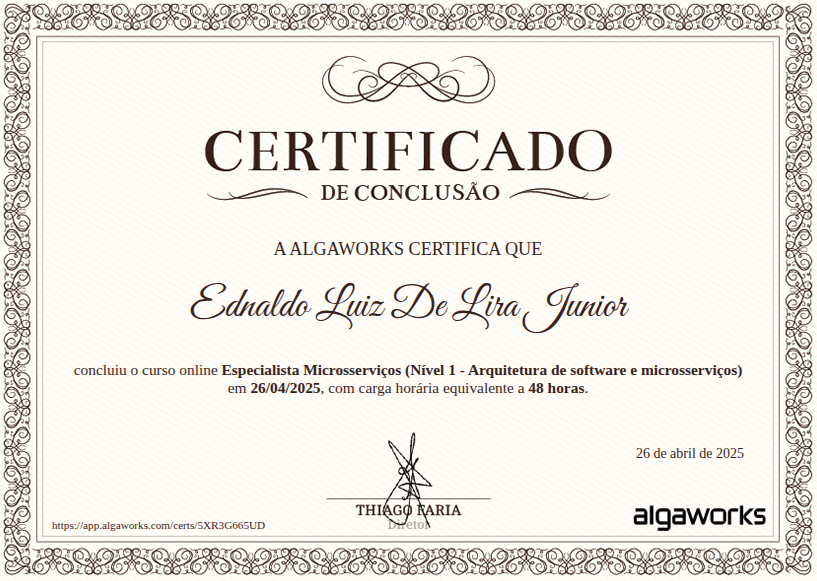 CERTIFICADO
DE CONCLUSÃO
A ALGAWORKS CERTIFICA QUE
Ednaldo Luiz De Lira Junior
concluiu o curso online Especialista Microsserviços (Nível 1 - Arquitetura de software e microsserviços)
em 26/04/2025, com carga horária equivalente a 48 horas.
26 de abril de 2025
THIAGO FARIA
Diretor
https://app.algaworks.com/certs/5XR3G665UD
algaworks